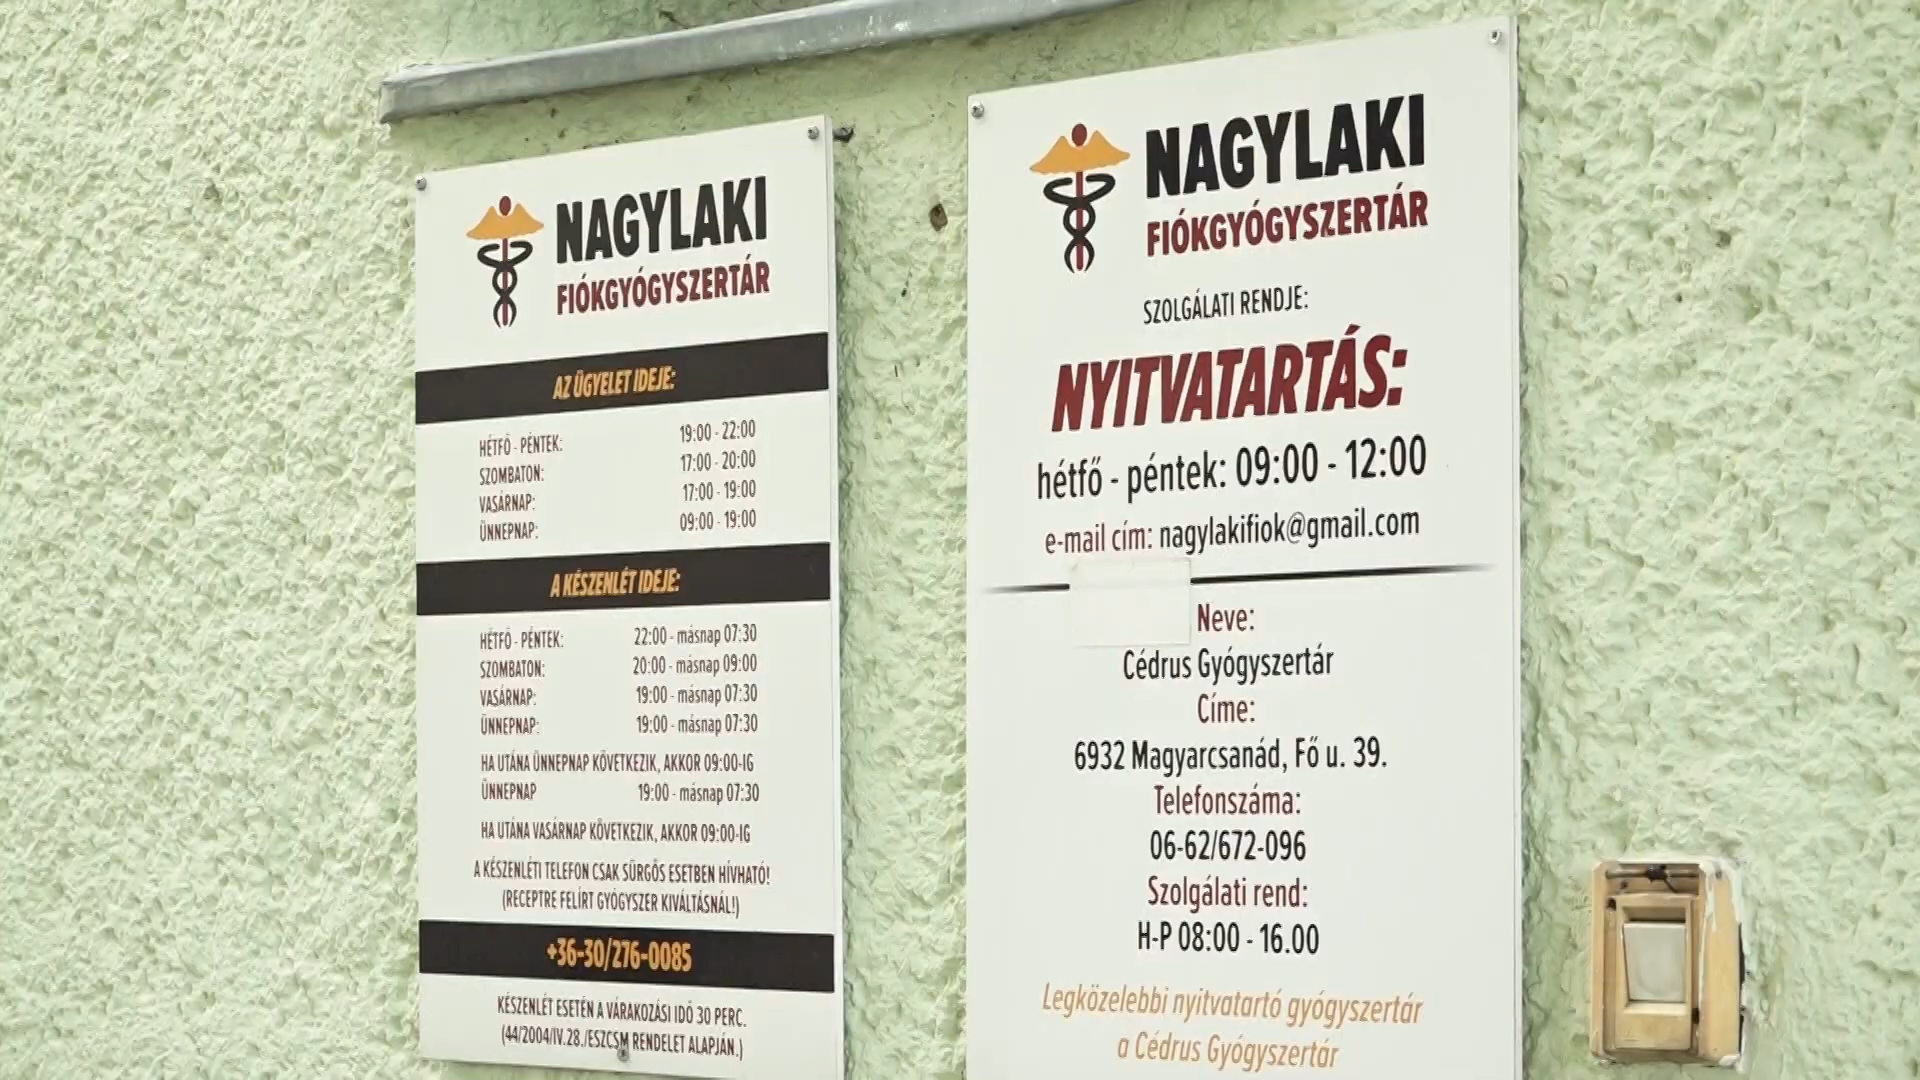 NAGYLAKI
FIÓKGYÓGYSZERTÁR
AZ ÜGYELET IDEJE:
HÉTFŐ - PÉNTEK: 19:00 - 22:00
SZOMBATON: 17:00 - 20:00
VASÁRNAP: 17:00 - 19:00
ÜNNEPNAP: 09:00 - 19:00
A KÉSZENLÉT IDEJE:
HÉTFŐ - PÉNTEK: 22:00 - másnap 07:30
SZOMBATON: 20:00 - másnap 09:00
VASÁRNAP: 19:00 - másnap 07:30
ÜNNEPNAP: 19:00 - másnap 07:30
HA UTÁNA ÜNNEPNAP KÖVETKEZIK, AKKOR 09:00-IG
ÜNNEPNAP 19:00 - másnap 07:30
HA UTÁNA VASÁRNAP KÖVETKEZIK, AKKOR 09:00-IG
A KÉSZENLÉTI TELEFON CSAK SÜRGŐS ESETBEN HÍVHATÓ!
(RECEPTRE FELÍRT GYÓGYSZER KIVÁLTÁSNÁL!)
+36-30/276-0085
KÉSZENLÉT ESETÉN A VÁRAKOZÁSI IDŐ 30 PERC.
(44/2004/IV.28./ESZCSM RENDELET ALAPJÁN.)
NAGYLAKI
FIÓKGYÓGYSZERTÁR
SZOLGÁLATI RENDJE:
NYITVATARTÁS:
hétfő - péntek: 09:00 - 12:00
e-mail cím: nagylakifiok@gmail.com
Neve:
Cédrus Gyógyszertár
Címe:
6932 Magyarcsanád, Fő u. 39.
Telefonszáma:
06-62/672-096
Szolgálati rend:
H-P 08:00 - 16.00
Legközelebbi nyitvatartó gyógyszertár
a Cédrus Gyógyszertár